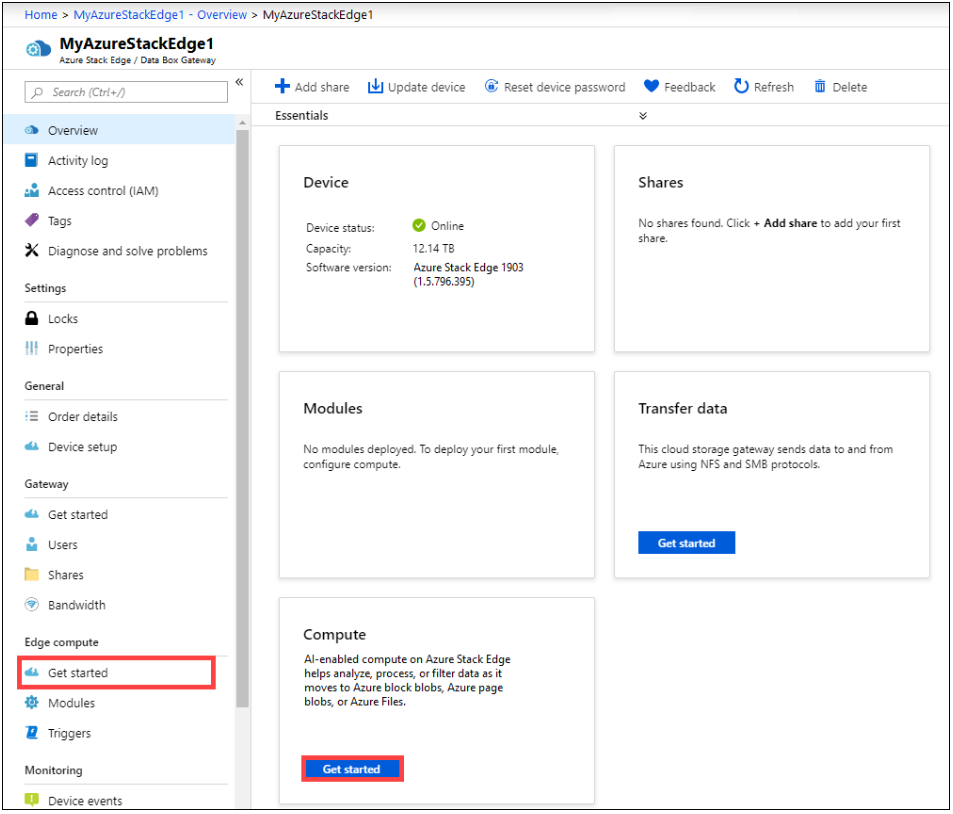 Home > MyAzureStackEdge1 - Overview > MyAzureStackEdge1
MyAzureStackEdge1
Azure Stack Edge / Data Box Gateway
Search (Ctrl+/)
«
Overview
Activity log
Access control (IAM)
Tags
Diagnose and solve problems
Settings
Locks
Properties
General
Order details
Device setup
Gateway
Get started
Users
Shares
Bandwidth
Edge compute
Get started
Modules
Triggers
Monitoring
Device events
Add share Update device Reset device password Feedback Refresh Delete
Essentials
Device
Device status: Online
Capacity: 12.14 TB
Software version: Azure Stack Edge 1903
(1.5.796.395)
Shares
No shares found. Click + Add share to add your first
share.
Modules
No modules deployed. To deploy your first module,
configure compute.
Transfer data
This cloud storage gateway sends data to and from
Azure using NFS and SMB protocols.
Get started
Compute
AI-enabled compute on Azure Stack Edge
helps analyze, process, or filter data as it
moves to Azure block blobs, Azure page
blobs, or Azure Files.
Get started